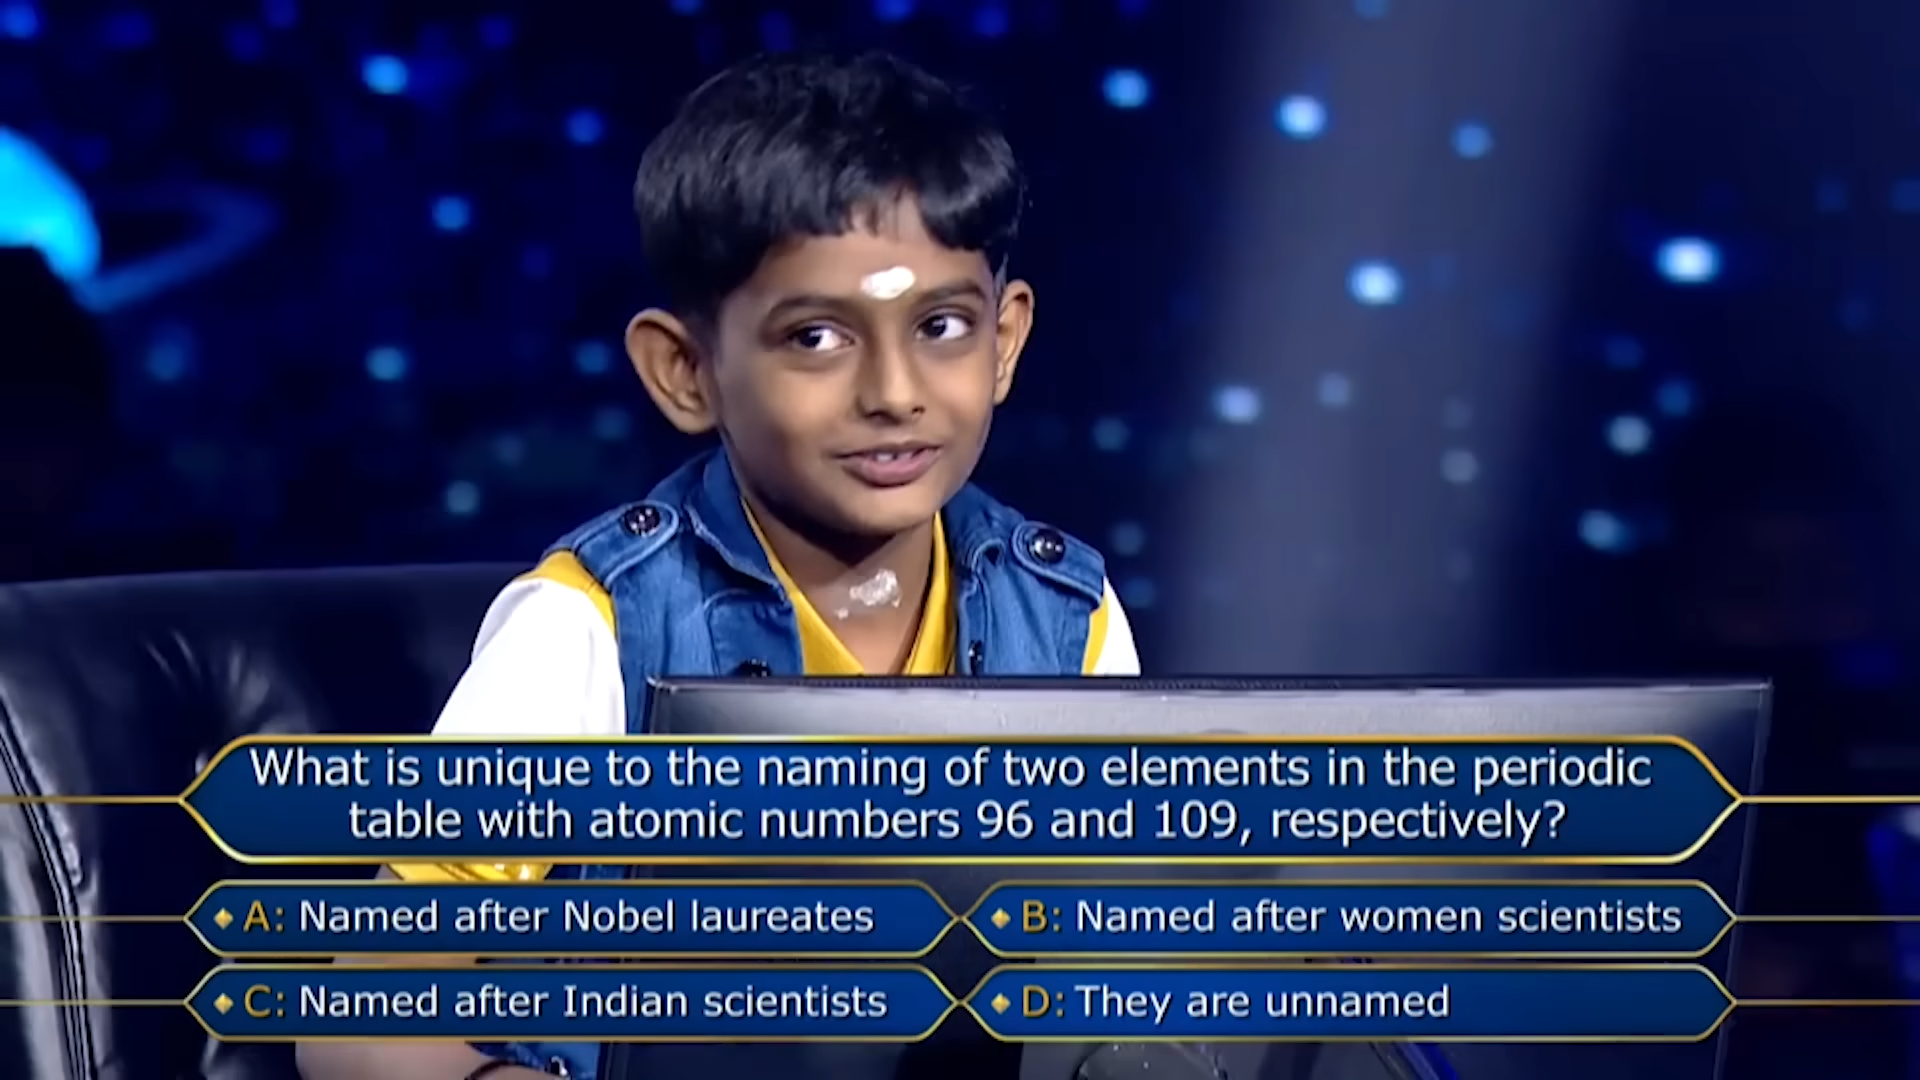 What is unique to the naming of two elements in the periodic
table with atomic numbers 96 and 109, respectively?
A: Named after Nobel laureates
B: Named after women scientists
C: Named after Indian scientists
D: They are unnamed